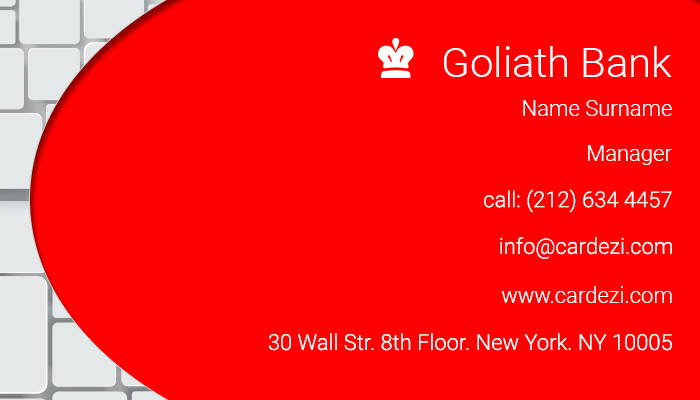 Goliath Bank
Name Surname
Manager
call: (212) 634 4457
info@cardezi.com
www.cardezi.com
30 Wall Str. 8th Floor. New York. NY 10005